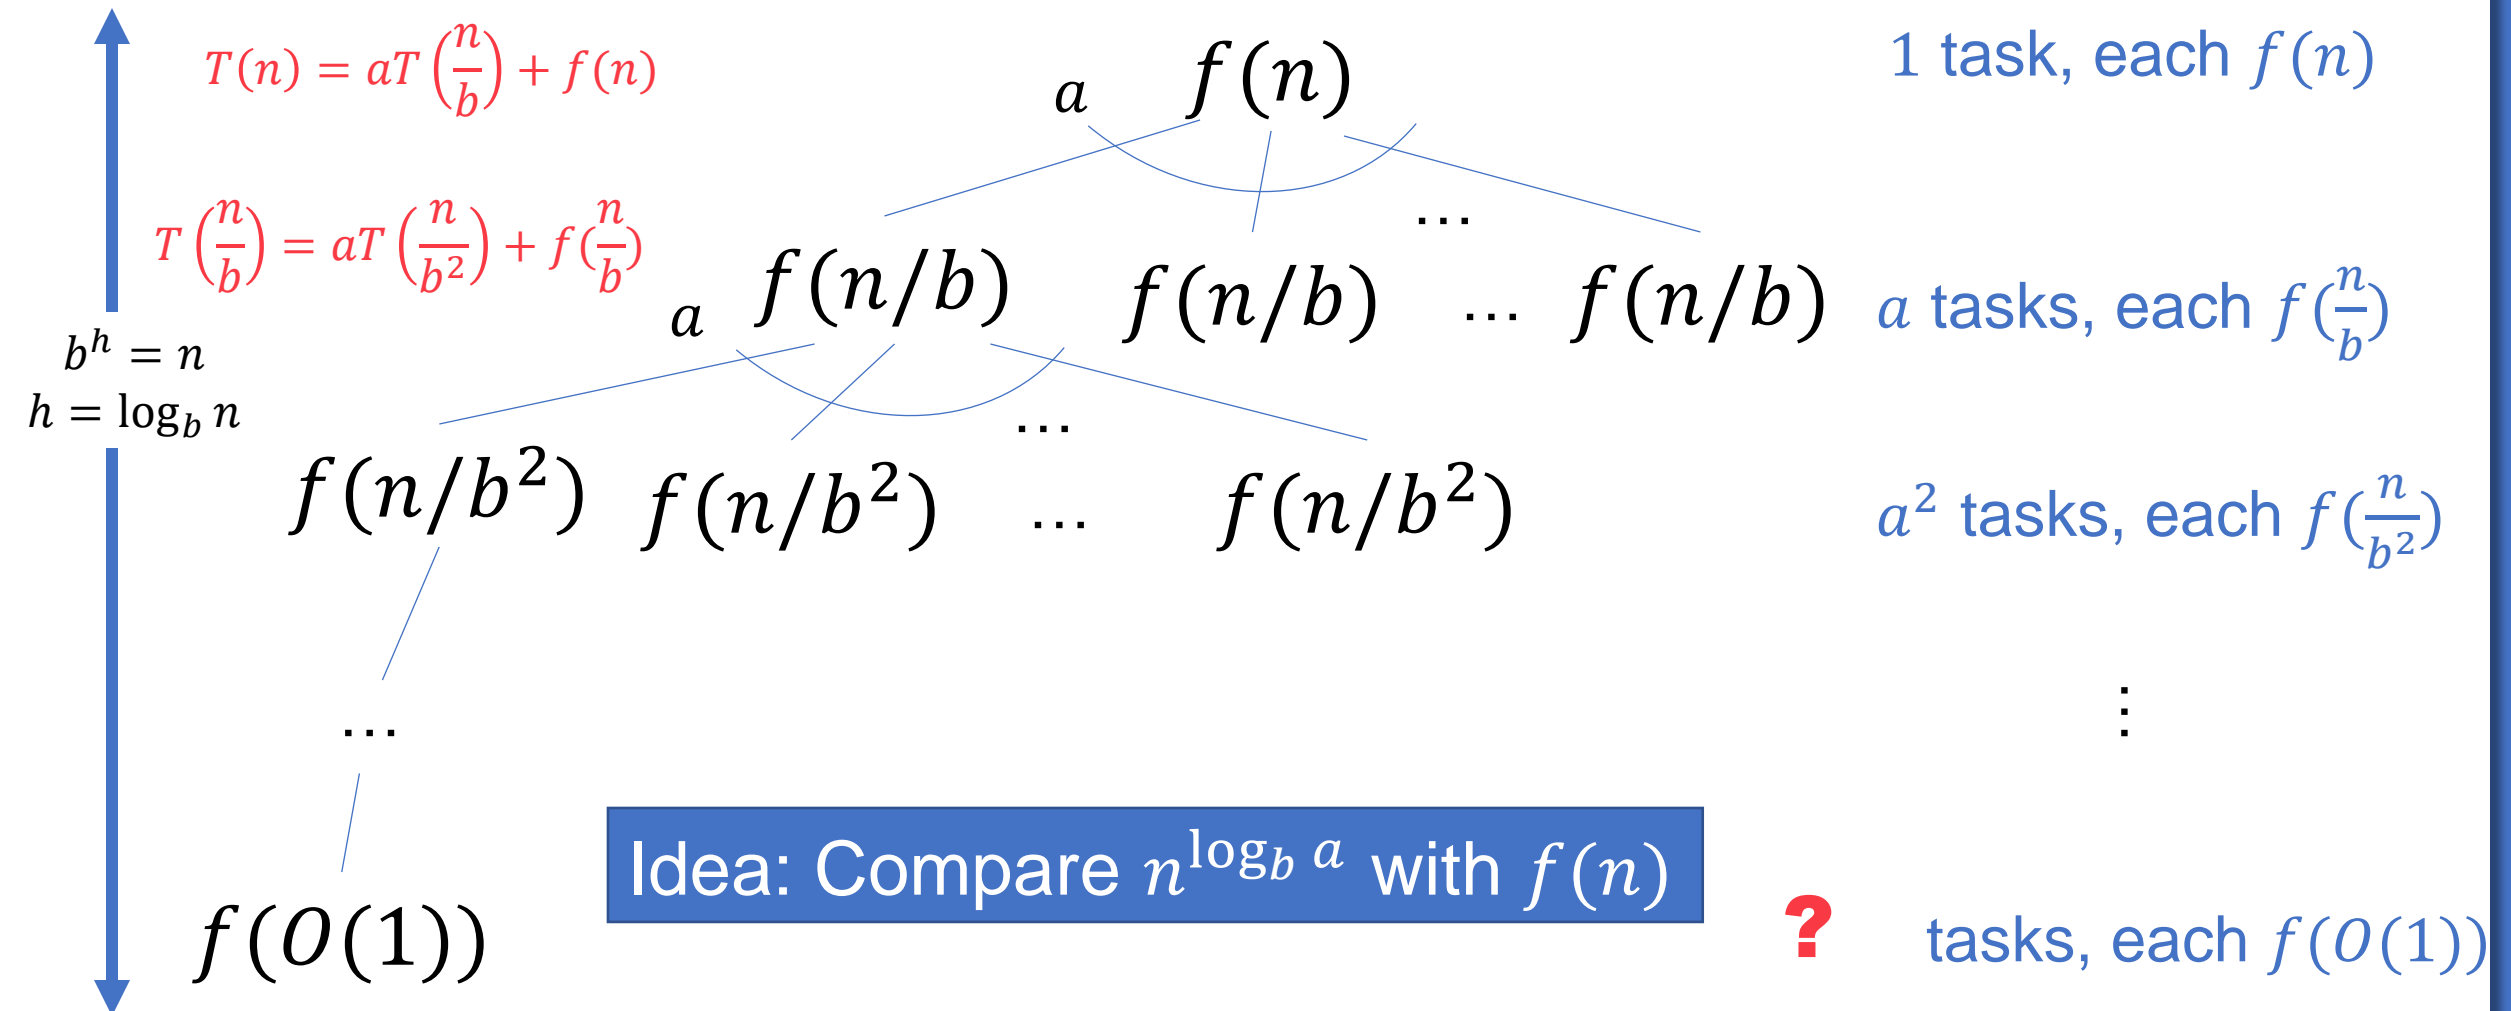 T(n) = aT(n/b) + f(n)
a
f(n)
1 task, each f(n)
…
T(n/b) = aT(n/b²) + f(n/b)
a
f(n/b) f(n/b) … f(n/b)
a tasks, each f(n/b)
bʰ = n
h = log_b n
…
f(n/b²) f(n/b²) … f(n/b²)
a² tasks, each f(n/b²)
…
⋮
Idea: Compare n^(log_b a) with f(n)
f(O(1))
? tasks, each f(O(1))